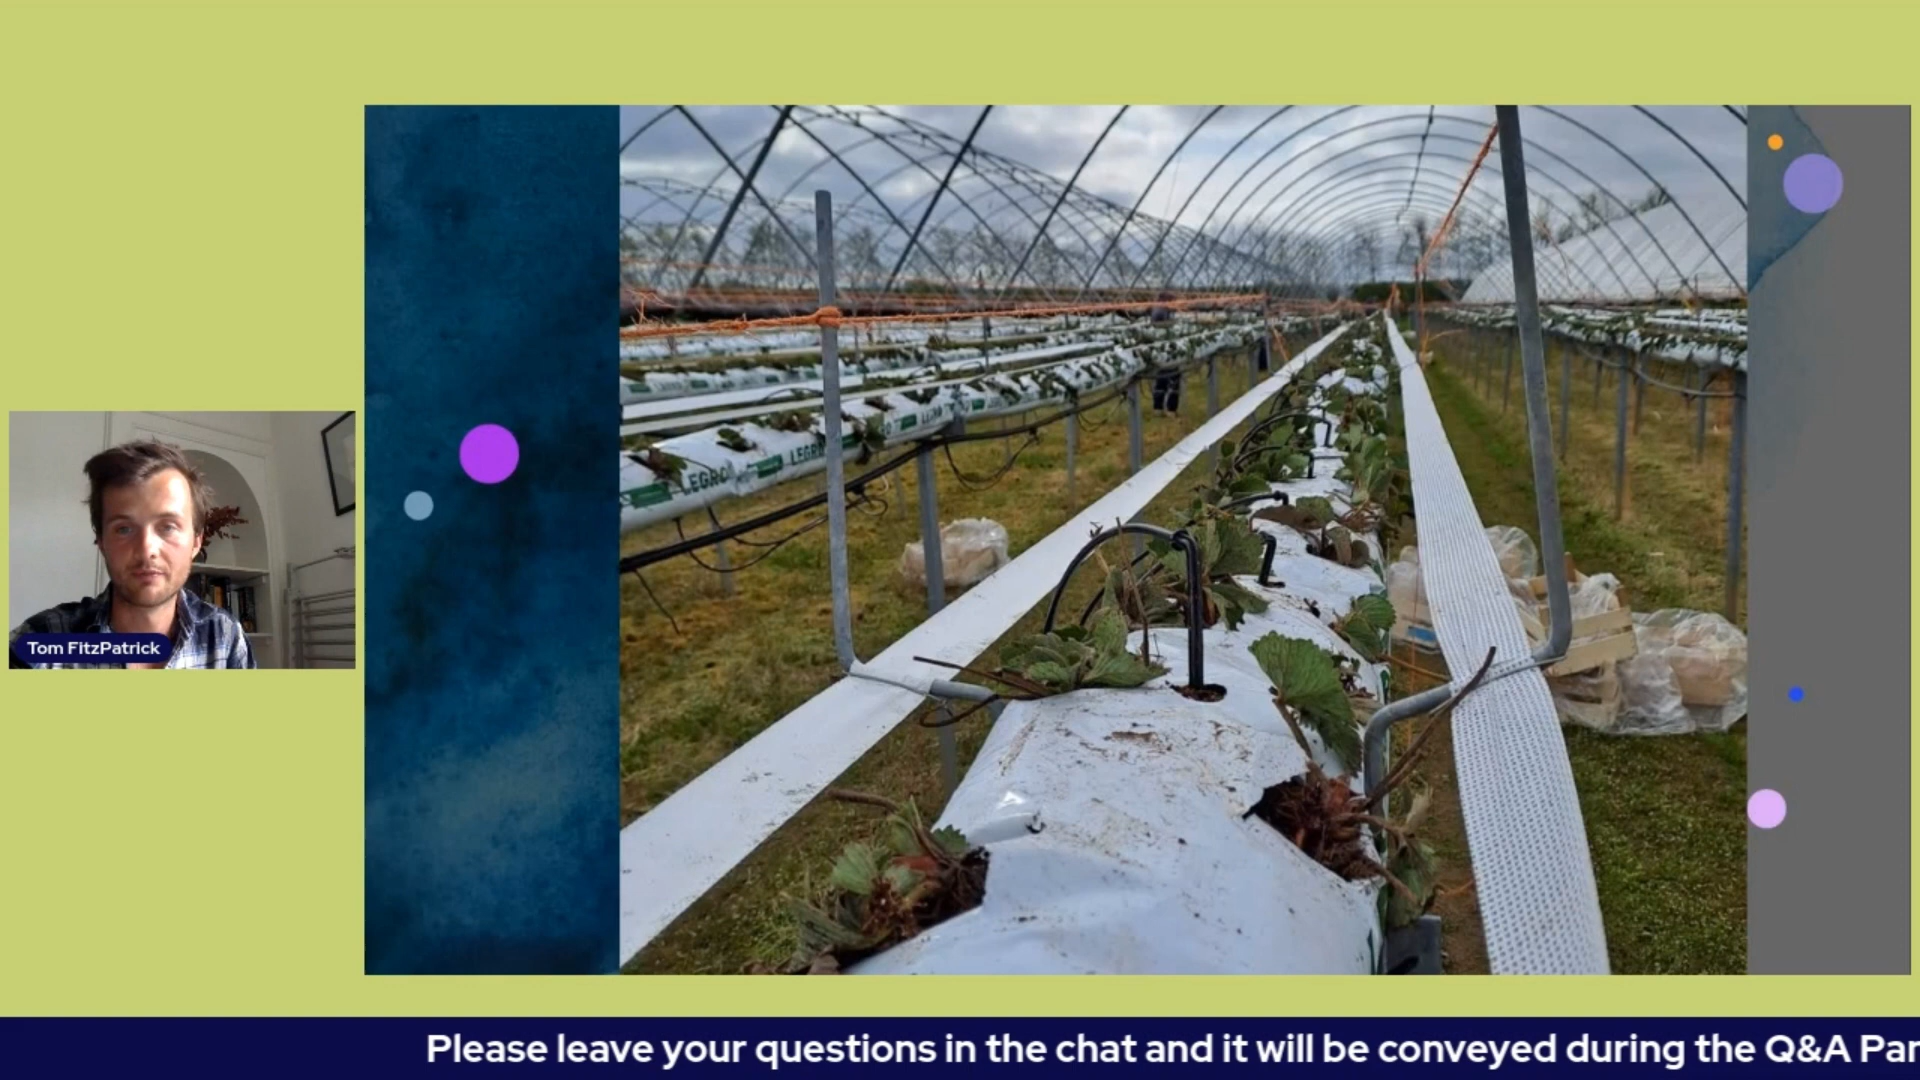 LEGRO
LEGRO
Tom FitzPatrick
Please leave your questions in the chat and it will be conveyed during the Q&A Par